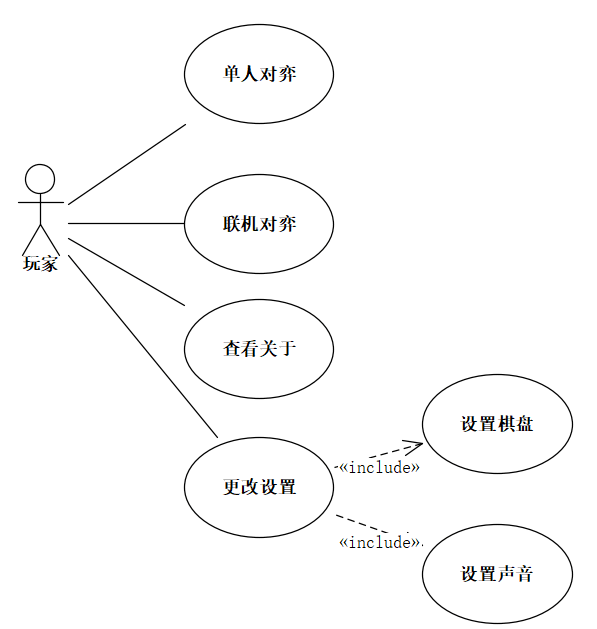 单人对弈
联机对弈
玩家
查看关于
设置棋盘
«include»
更改设置
«include»
设置声音